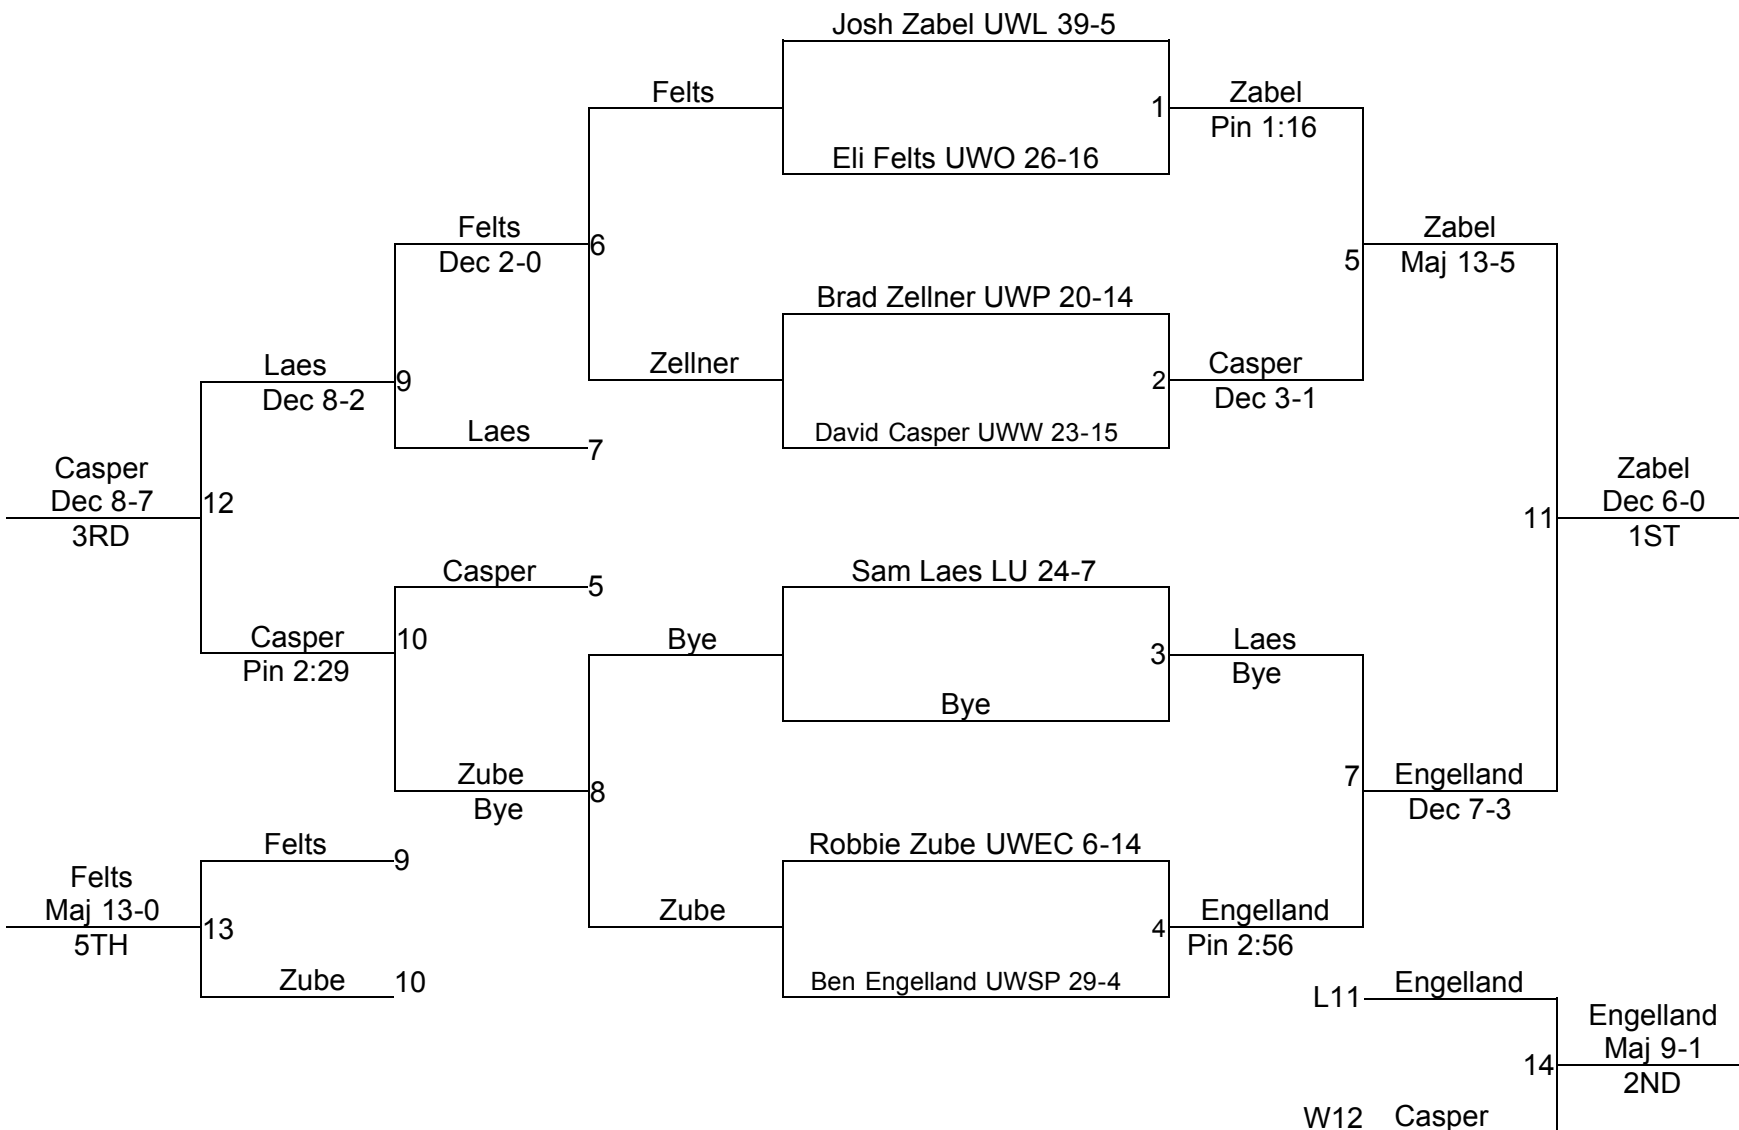 Josh Zabel UWL 39-5
Felts
1
Zabel
Pin 1:16
Eli Felts UWO 26-16
Felts
Dec 2-0
6
5
Zabel
Maj 13-5
Brad Zellner UWP 20-14
Laes
Dec 8-2
9
Zellner
2
Casper
Dec 3-1
Laes
7
David Casper UWW 23-15
Casper
Dec 8-7
3RD
12
11
Zabel
Dec 6-0
1ST
Casper
5
Sam Laes LU 24-7
Casper
Pin 2:29
10
Bye
3
Laes
Bye
Bye
Zube
Bye
8
7
Engelland
Dec 7-3
Felts
9
Robbie Zube UWEC 6-14
Felts
Maj 13-0
5TH
13
Zube
4
Engelland
Pin 2:56
Zube
10
Ben Engelland UWSP 29-4
L11
Engelland
14
Engelland
Maj 9-1
2ND
W12
Casper